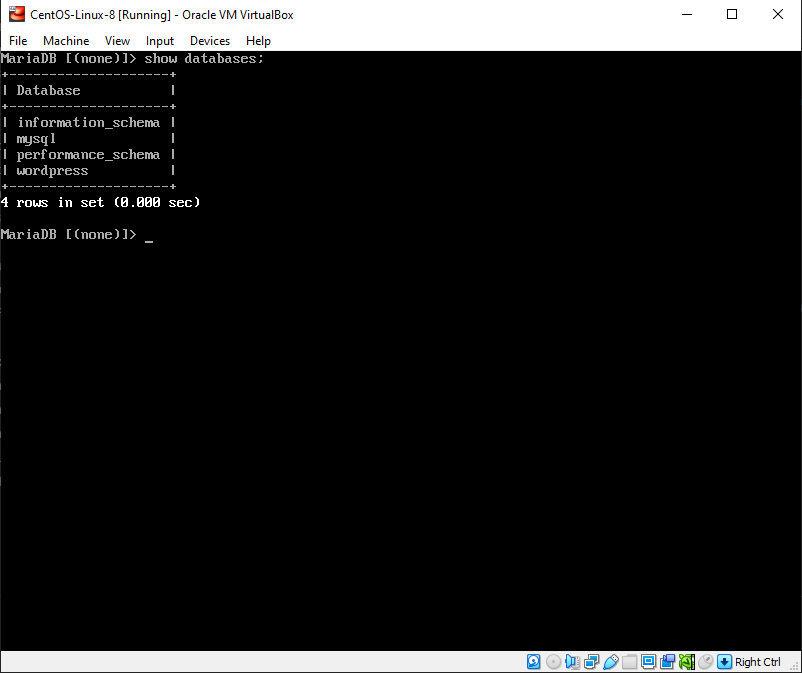 CentOS-Linux-8 [Running] - Oracle VM VirtualBox
File Machine View Input Devices Help
MariaDB [(none)]> show databases;
+--------------------+
| Database           |
+--------------------+
| information_schema |
| mysql              |
| performance_schema |
| wordpress          |
+--------------------+
4 rows in set (0.000 sec)
MariaDB [(none)]> _
Right Ctrl